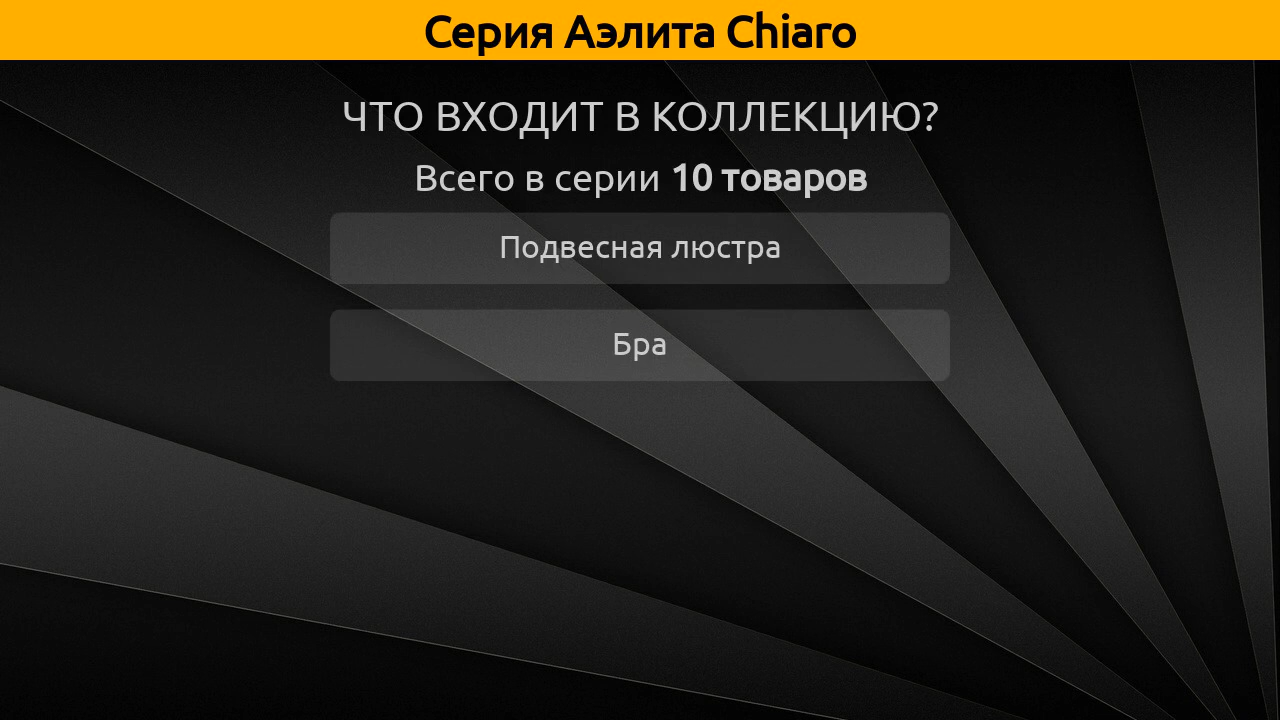 Серия Аэлита Chiaro
ЧТО ВХОДИТ В КОЛЛЕКЦИЮ?
Всего в серии 10 товаров
Подвесная люстра
Бра